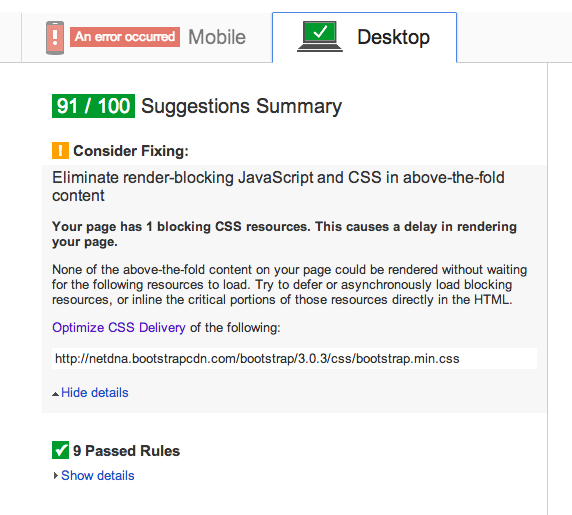 An error occurred Mobile Desktop
91 / 100 Suggestions Summary
! Consider Fixing:
Eliminate render-blocking JavaScript and CSS in above-the-fold
content
Your page has 1 blocking CSS resources. This causes a delay in rendering
your page.
None of the above-the-fold content on your page could be rendered without waiting
for the following resources to load. Try to defer or asynchronously load blocking
resources, or inline the critical portions of those resources directly in the HTML.
Optimize CSS Delivery of the following:
http://netdna.bootstrapcdn.com/bootstrap/3.0.3/css/bootstrap.min.css
Hide details
9 Passed Rules
Show details